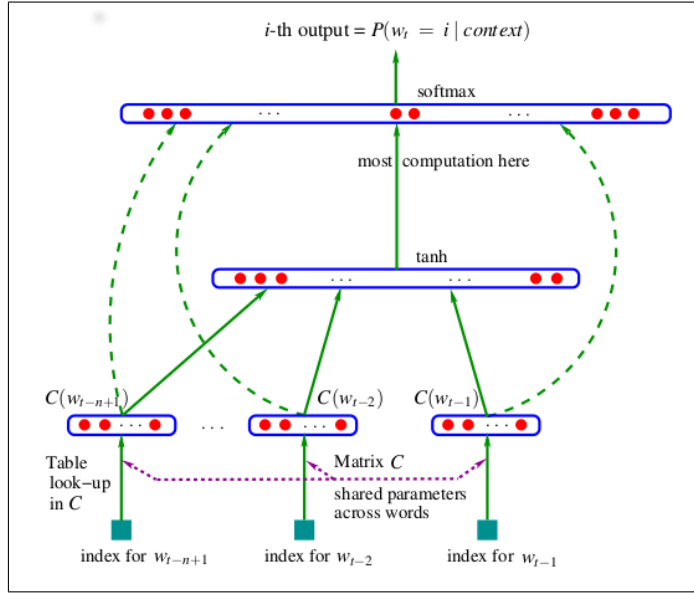 i-th output = P(w_t = i | context)
softmax
. . .
. . .
most computation here
tanh
. . .
. . .
C(w_{t−n+1})
C(w_{t−2})
C(w_{t−1})
. . .
. . .
. . .
. . .
Table
look−up
in C
Matrix C
shared parameters
across words
index for w_{t−n+1}
index for w_{t−2}
index for w_{t−1}